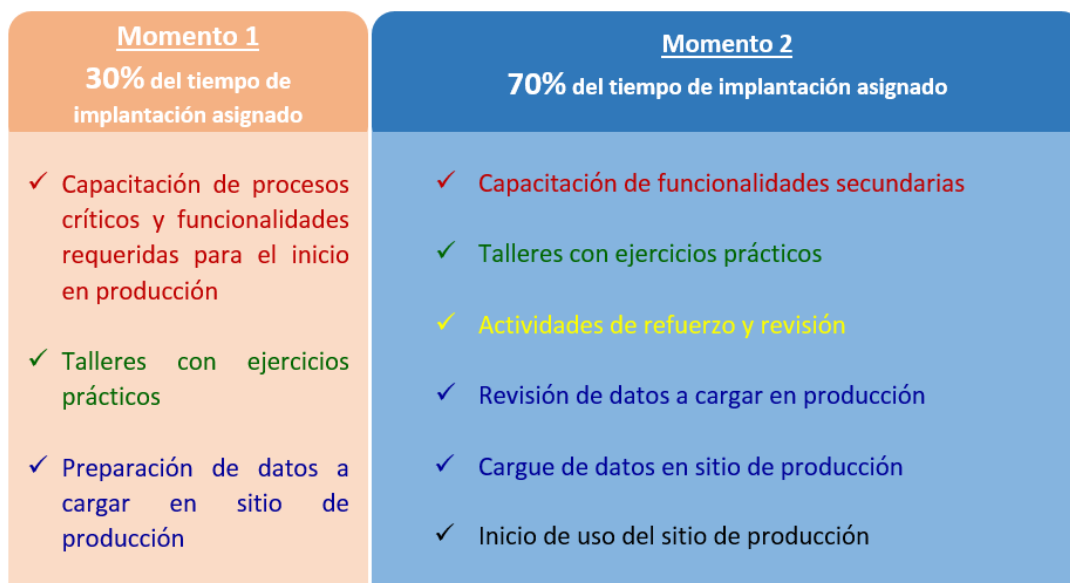 Momento 1
30% del tiempo de
implantación asignado
✓ Capacitación de procesos
críticos y funcionalidades
requeridas para el inicio
en producción
✓ Talleres con ejercicios
prácticos
✓ Preparación de datos a
cargar en sitio de
producción
Momento 2
70% del tiempo de implantación asignado
✓ Capacitación de funcionalidades secundarias
✓ Talleres con ejercicios prácticos
✓ Actividades de refuerzo y revisión
✓ Revisión de datos a cargar en producción
✓ Cargue de datos en sitio de producción
✓ Inicio de uso del sitio de producción